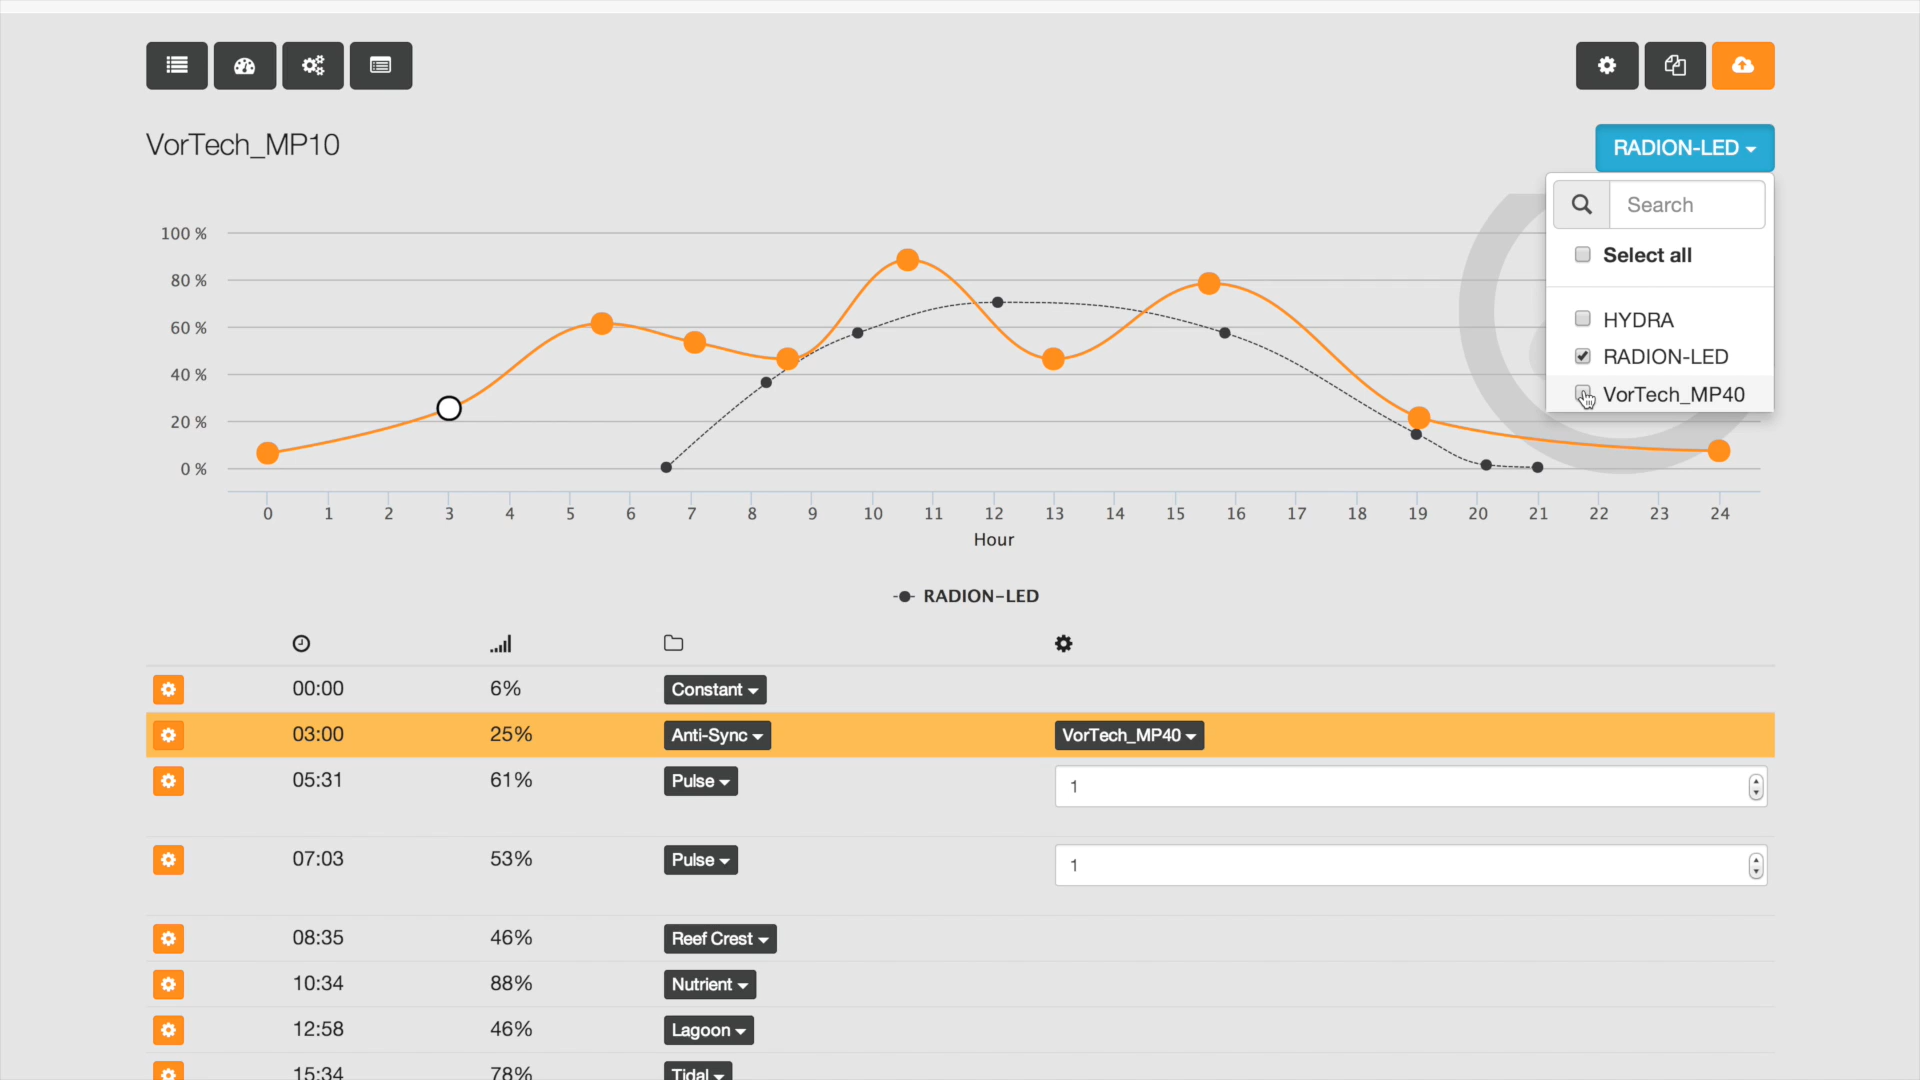 VorTech_MP10
RADION-LED
Search
Select all
HYDRA
RADION-LED
VorTech_MP40
100 %
80 %
60 %
40 %
20 %
0 %
0 1 2 3 4 5 6 7 8 9 10 11 12 13 14 15 16 17 18 19 20 21 22 23 24
Hour
RADION-LED
00:00 6% Constant
03:00 25% Anti-Sync VorTech_MP40
05:31 61% Pulse 1
07:03 53% Pulse 1
08:35 46% Reef Crest
10:34 88% Nutrient
12:58 46% Lagoon
15:34 78% Tidal